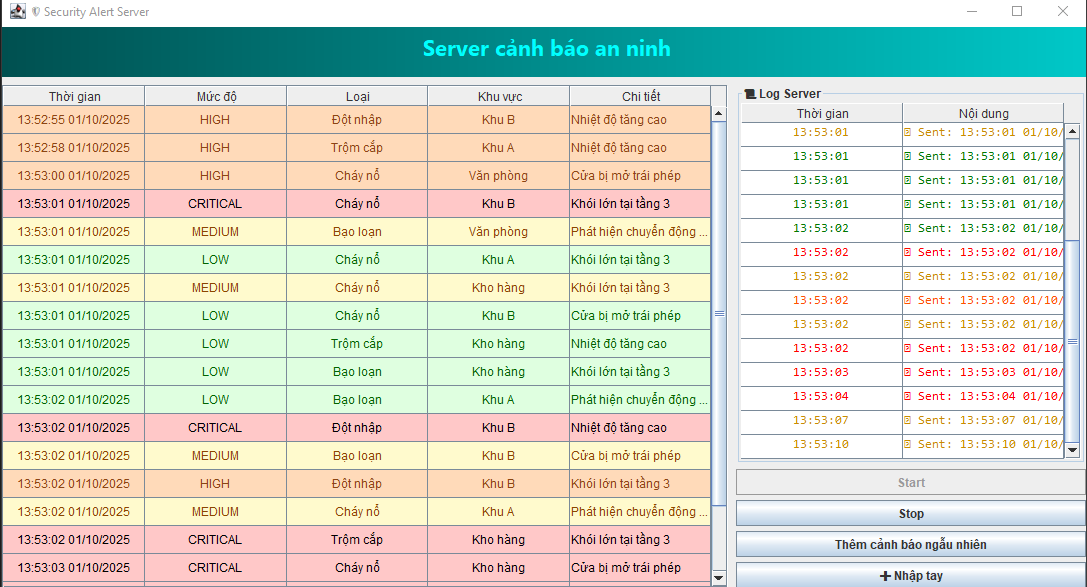 Security Alert Server
Server cảnh báo an ninh
Thời gian Mức độ Loại Khu vực Chi tiết
13:52:55 01/10/2025 HIGH Đột nhập Khu B Nhiệt độ tăng cao
13:52:58 01/10/2025 HIGH Trộm cắp Khu A Nhiệt độ tăng cao
13:53:00 01/10/2025 HIGH Cháy nổ Văn phòng Cửa bị mở trái phép
13:53:01 01/10/2025 CRITICAL Cháy nổ Khu B Khói lớn tại tầng 3
13:53:01 01/10/2025 MEDIUM Bạo loạn Văn phòng Phát hiện chuyển động ...
13:53:01 01/10/2025 LOW Cháy nổ Khu A Khói lớn tại tầng 3
13:53:01 01/10/2025 MEDIUM Cháy nổ Kho hàng Khói lớn tại tầng 3
13:53:01 01/10/2025 LOW Cháy nổ Khu B Cửa bị mở trái phép
13:53:01 01/10/2025 LOW Trộm cắp Kho hàng Nhiệt độ tăng cao
13:53:01 01/10/2025 LOW Bạo loạn Kho hàng Khói lớn tại tầng 3
13:53:02 01/10/2025 LOW Bạo loạn Khu A Phát hiện chuyển động ...
13:53:02 01/10/2025 CRITICAL Đột nhập Khu B Nhiệt độ tăng cao
13:53:02 01/10/2025 MEDIUM Bạo loạn Khu B Cửa bị mở trái phép
13:53:02 01/10/2025 HIGH Đột nhập Khu B Khói lớn tại tầng 3
13:53:02 01/10/2025 MEDIUM Cháy nổ Khu A Phát hiện chuyển động ...
13:53:02 01/10/2025 CRITICAL Trộm cắp Kho hàng Khói lớn tại tầng 3
13:53:03 01/10/2025 CRITICAL Cháy nổ Kho hàng Cửa bị mở trái phép
Log Server
Thời gian Nội dung
13:53:01 Sent: 13:53:01 01/10/
13:53:01 Sent: 13:53:01 01/10/
13:53:01 Sent: 13:53:01 01/10/
13:53:01 Sent: 13:53:01 01/10/
13:53:02 Sent: 13:53:02 01/10/
13:53:02 Sent: 13:53:02 01/10/
13:53:02 Sent: 13:53:02 01/10/
13:53:02 Sent: 13:53:02 01/10/
13:53:02 Sent: 13:53:02 01/10/
13:53:02 Sent: 13:53:02 01/10/
13:53:03 Sent: 13:53:03 01/10/
13:53:04 Sent: 13:53:04 01/10/
13:53:07 Sent: 13:53:07 01/10/
13:53:10 Sent: 13:53:10 01/10/
Start
Stop
Thêm cảnh báo ngẫu nhiên
Nhập tay